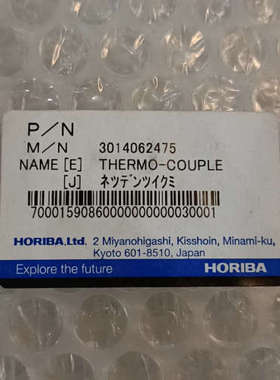 P/N
M/N 3014062475
NAME [E] THERMO-COUPLE
[J] ネツデンツイクミ
70001590860000000000030001
HORIBA,Ltd. 2 Miyanohigashi, Kisshoin, Minami-ku,
Kyoto 601-8510, Japan
Explore the future HORIBA